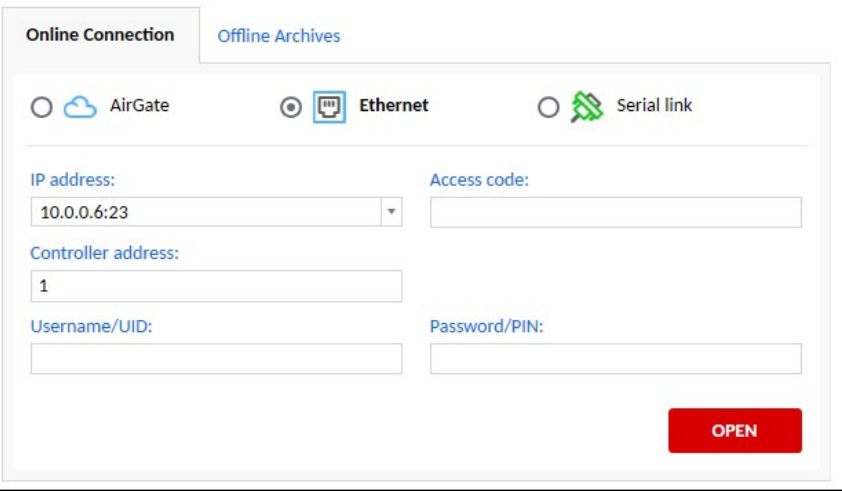 Online Connection Offline Archives
AirGate Ethernet Serial link
IP address: Access code:
10.0.0.6:23
Controller address:
1
Username/UID: Password/PIN:
OPEN